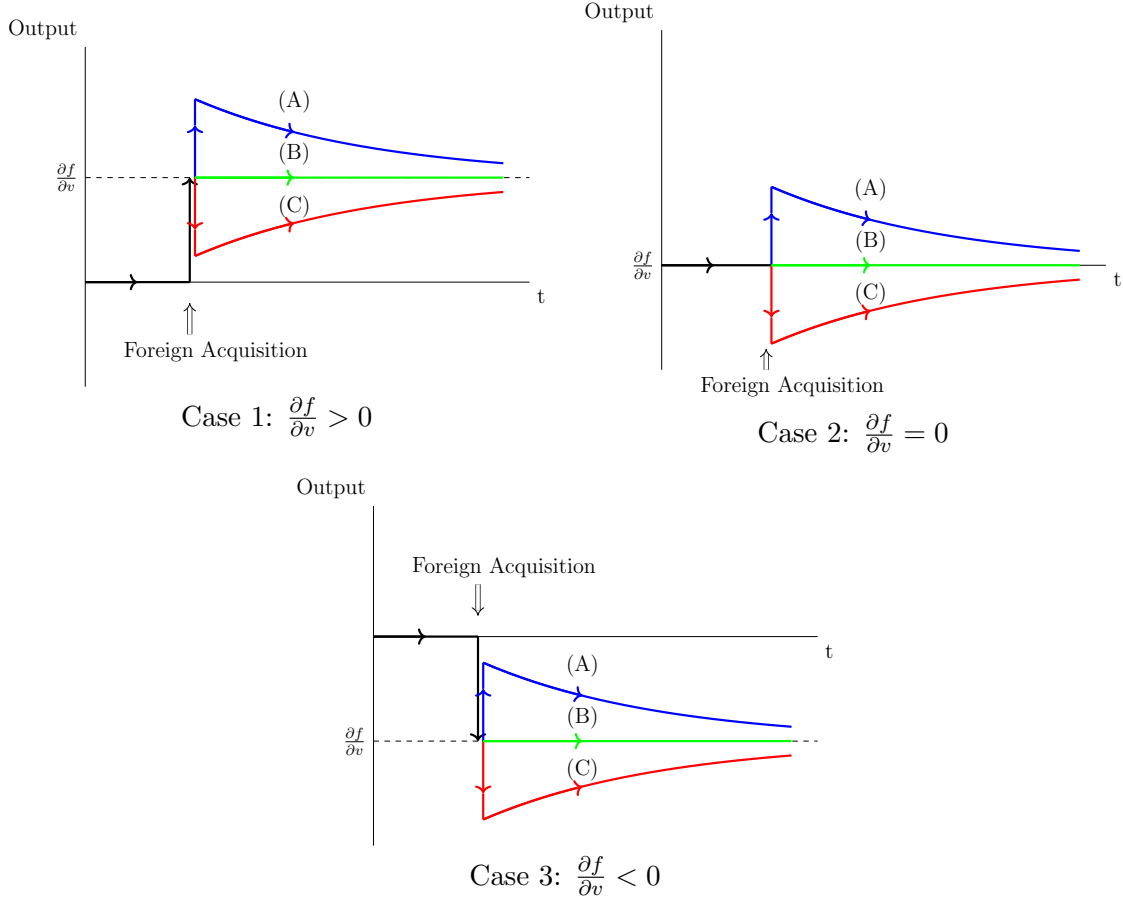 Output
(A)
(B)
∂f/∂v
(C)
t
Foreign Acquisition
Case 1: ∂f/∂v > 0
Output
(A)
(B)
∂f/∂v
(C)
t
Foreign Acquisition
Case 2: ∂f/∂v = 0
Output
Foreign Acquisition
t
(A)
(B)
∂f/∂v
(C)
Case 3: ∂f/∂v < 0